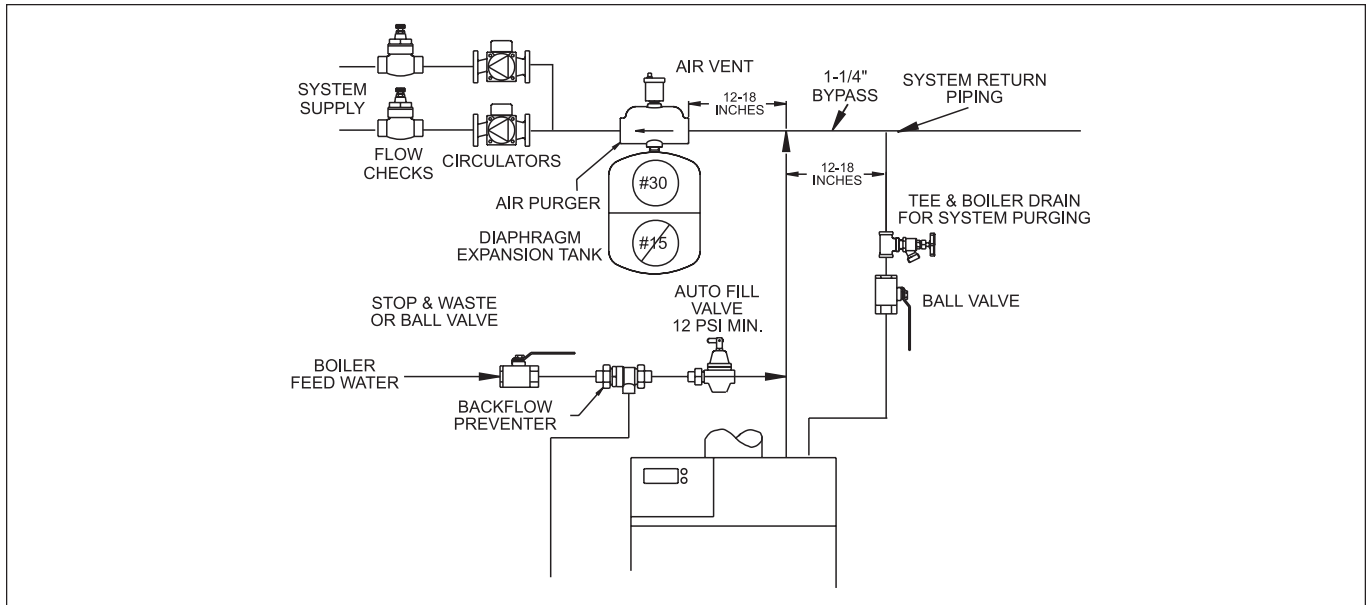 AIR VENT
12-18
INCHES
1-1/4"
BYPASS
SYSTEM RETURN
PIPING
SYSTEM
SUPPLY
FLOW
CHECKS
CIRCULATORS
AIR PURGER
#30
#15
DIAPHRAGM
EXPANSION TANK
12-18
INCHES
TEE & BOILER DRAIN
FOR SYSTEM PURGING
BALL VALVE
STOP & WASTE
OR BALL VALVE
AUTO FILL
VALVE
12 PSI MIN.
BOILER
FEED WATER
BACKFLOW
PREVENTER